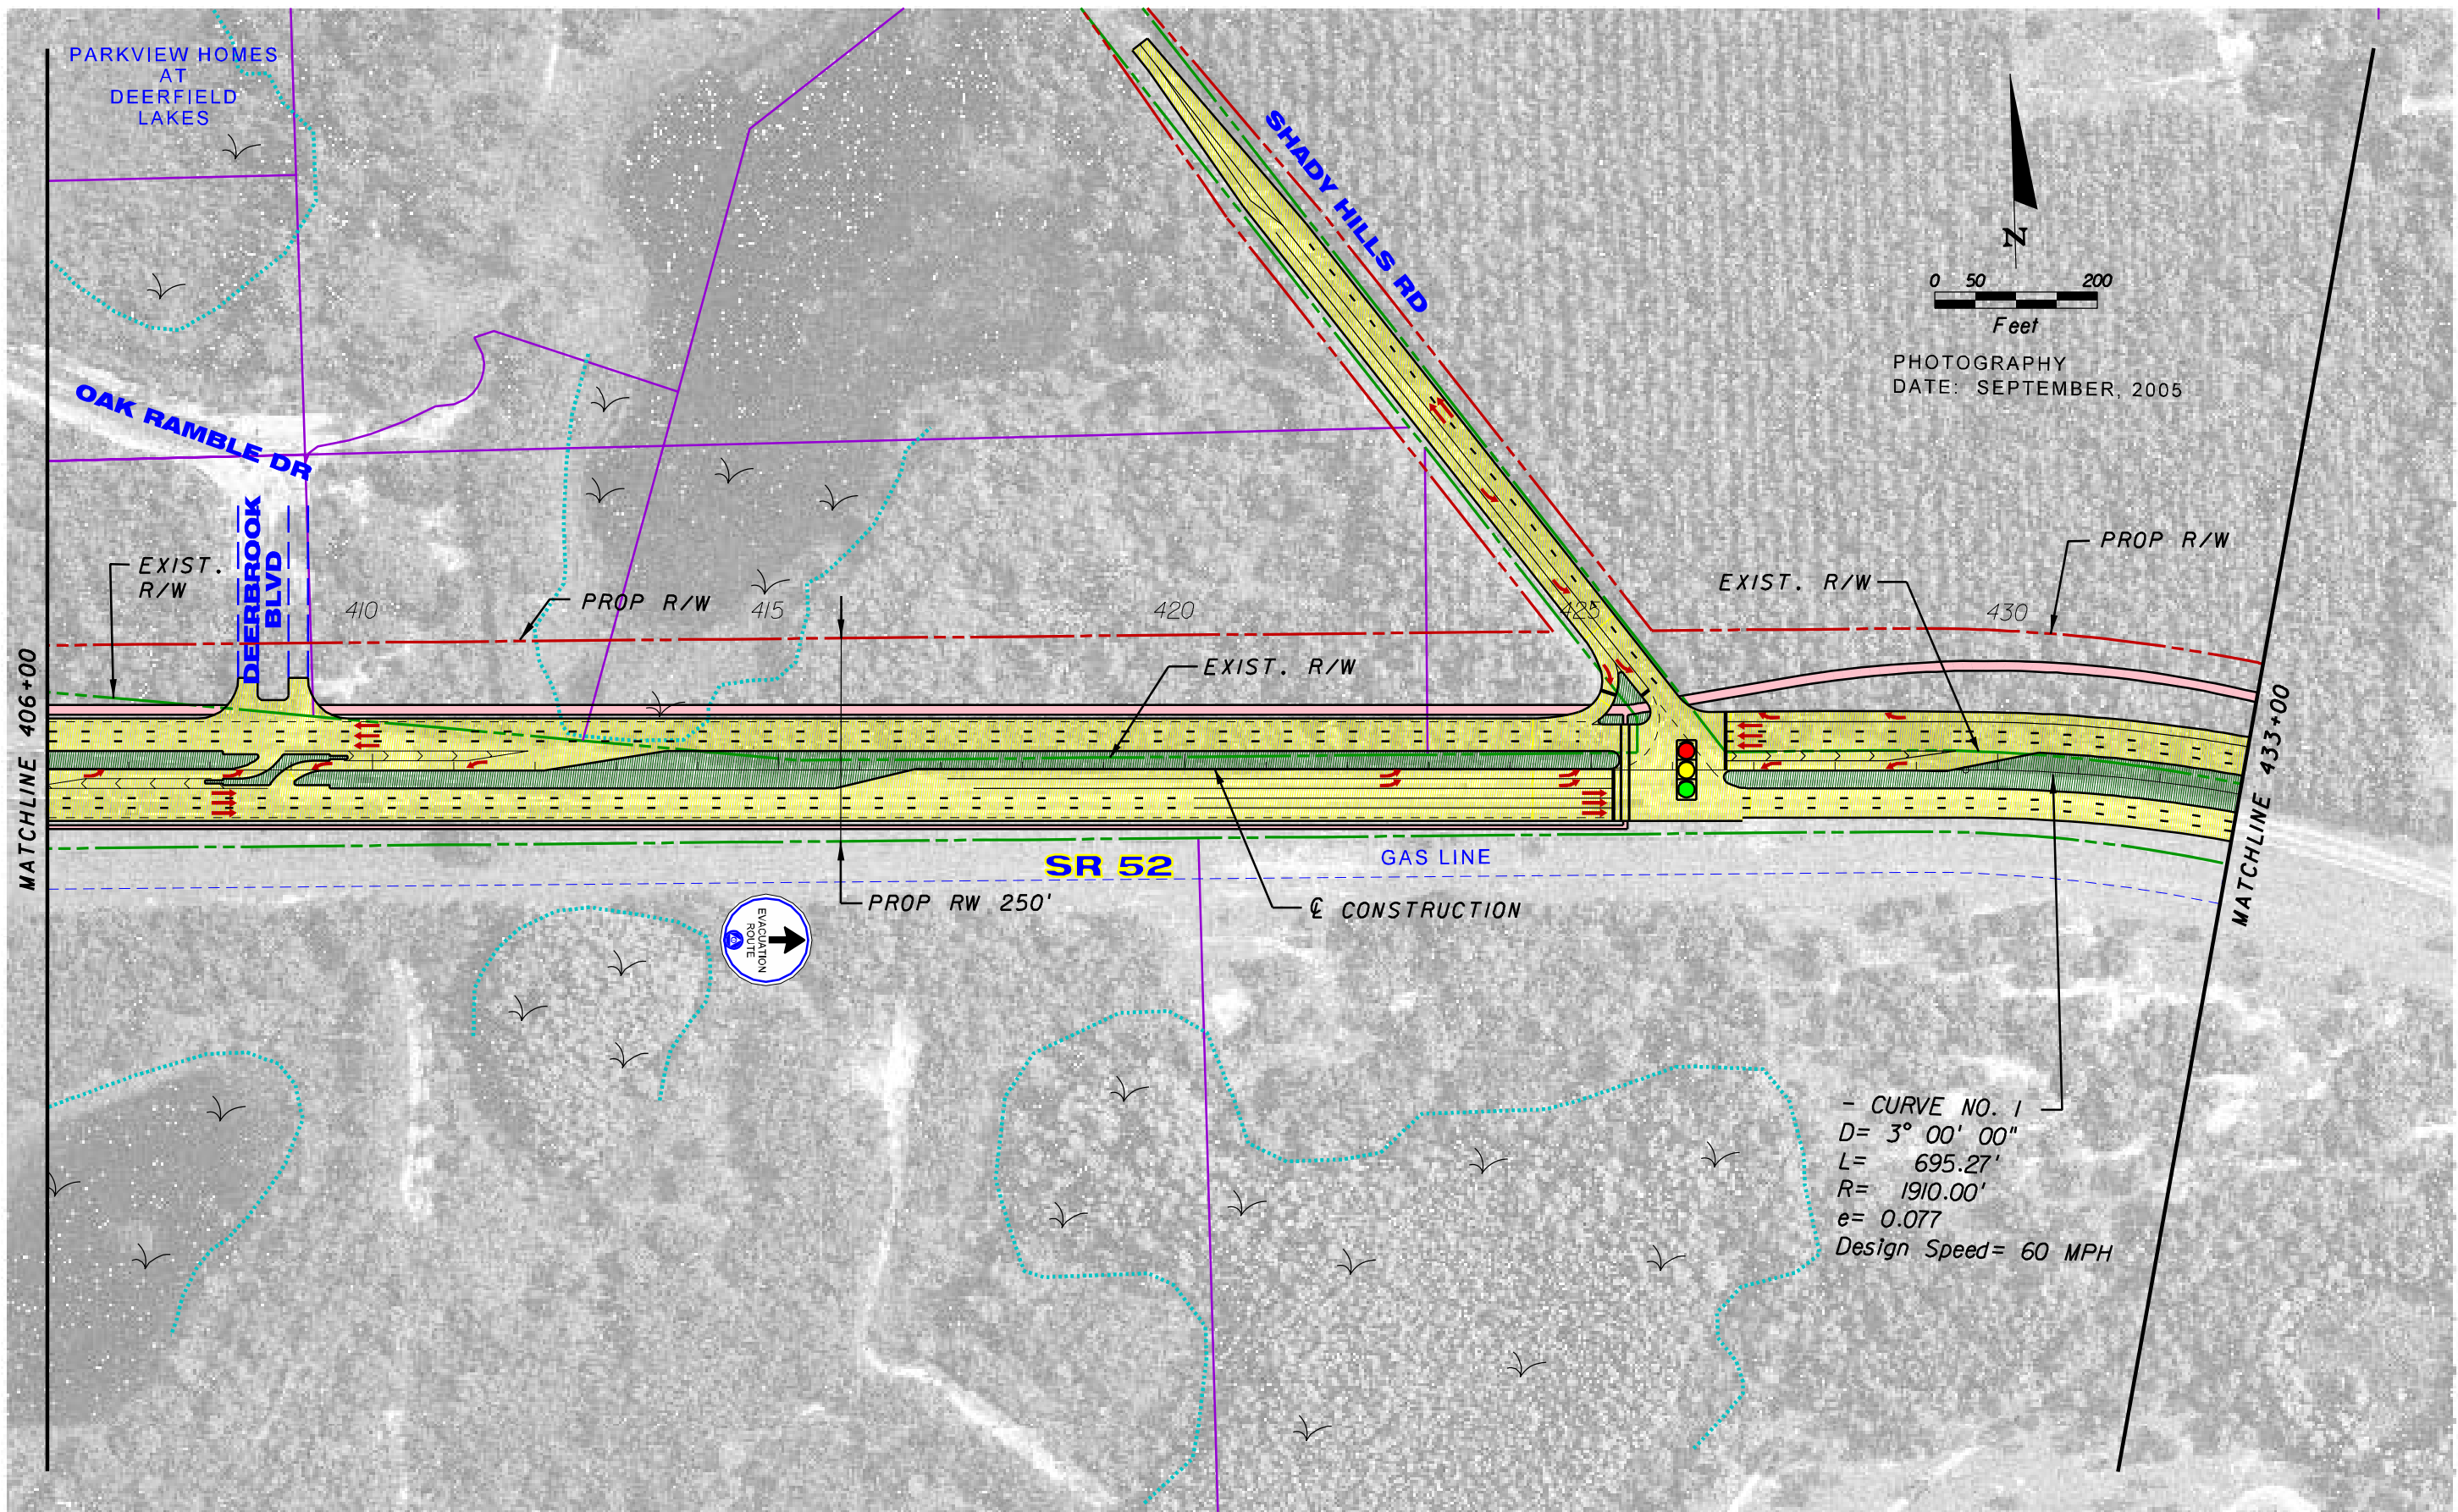 PARKVIEW HOMES
AT
DEERFIELD
LAKES
SHADY HILLS RD
N
0 50 200
Feet
PHOTOGRAPHY
DATE: SEPTEMBER, 2005
OAK RAMBLE DR
DEERBROOK
BLVD
EXIST.
R/W
410
PROP R/W
415
420
425
EXIST. R/W
430
PROP R/W
EXIST. R/W
MATCHLINE 406+00
MATCHLINE 433+00
SR 52
GAS LINE
PROP RW 250'
℄ CONSTRUCTION
EVACUATION
ROUTE
- CURVE NO. 1
D= 3° 00' 00"
L= 695.27'
R= 1910.00'
e= 0.077
Design Speed= 60 MPH